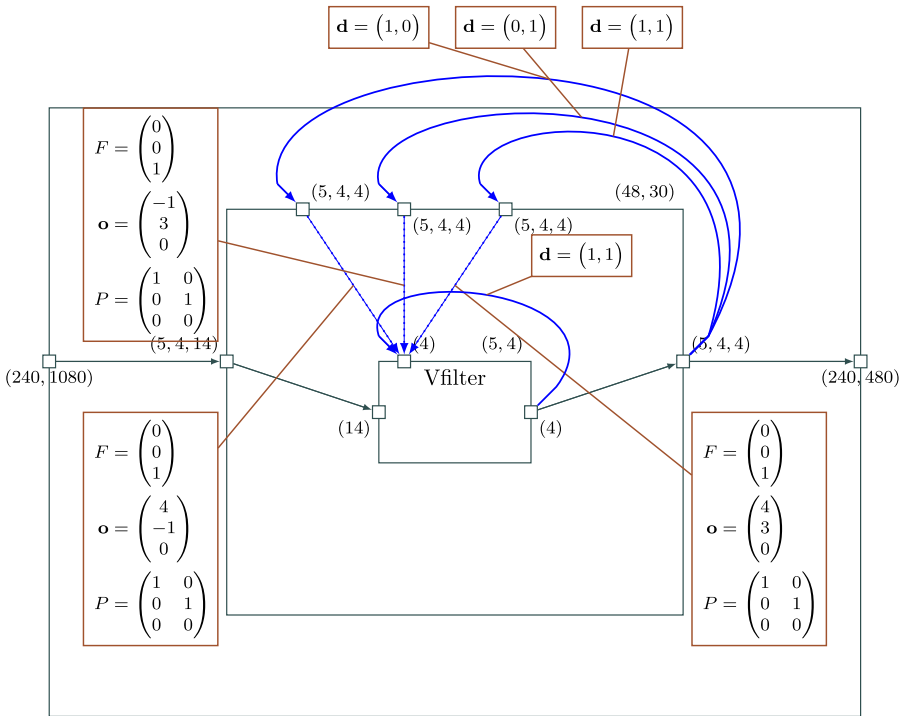 d = (1, 0)
d = (0, 1)
d = (1, 1)
F = (0 0 1)
o = (−1 3 0)
P = (1 0 0 1 0 0)
(5, 4, 4)
(48, 30)
(5, 4, 4)
(5, 4, 4)
d = (1, 1)
(5, 4, 14)
(4)
(5, 4)
(5, 4, 4)
(240, 1080)
Vfilter
(240, 480)
(14)
(4)
F = (0 0 1)
o = (4 −1 0)
P = (1 0 0 1 0 0)
F = (0 0 1)
o = (4 3 0)
P = (1 0 0 1 0 0)